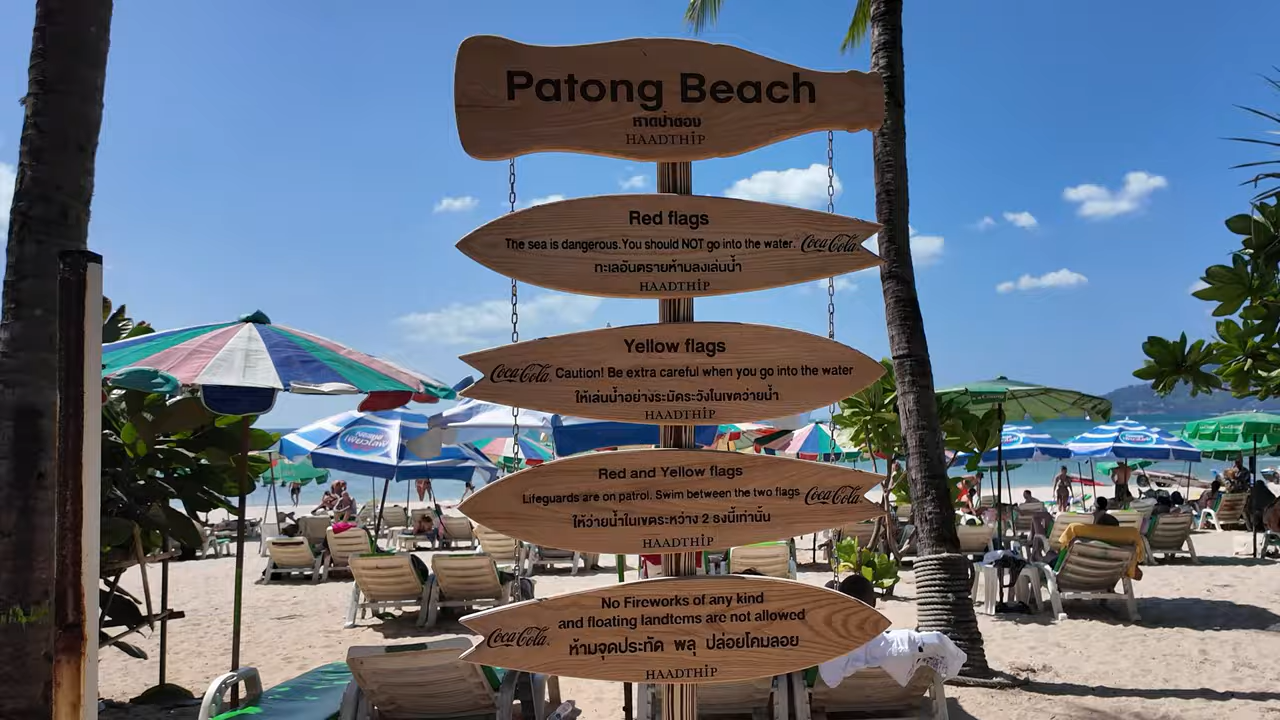 Patong Beach
หาดป่าตอง
HAADTHIP
Red flags
The sea is dangerous.You should NOT go into the water. Coca-Cola
ทะเลอันตรายห้ามลงเล่นน้ำ
HAADTHIP
Yellow flags
Coca-Cola. Caution! Be extra careful when you go into the water
ให้เล่นน้ำอย่างระมัดระวังในเขตว่ายน้ำ
HAADTHIP
Red and Yellow flags
Lifeguards are on patrol. Swim between the two flags Coca-Cola
ให้ว่ายน้ำในเขตระหว่าง 2 ธงนี้เท่านั้น
HAADTHIP
No Fireworks of any kind
and floating landtems are not allowed
Coca-Cola. ห้ามจุดประทัด พลุ ปล่อยโคมลอย
HAADTHIP